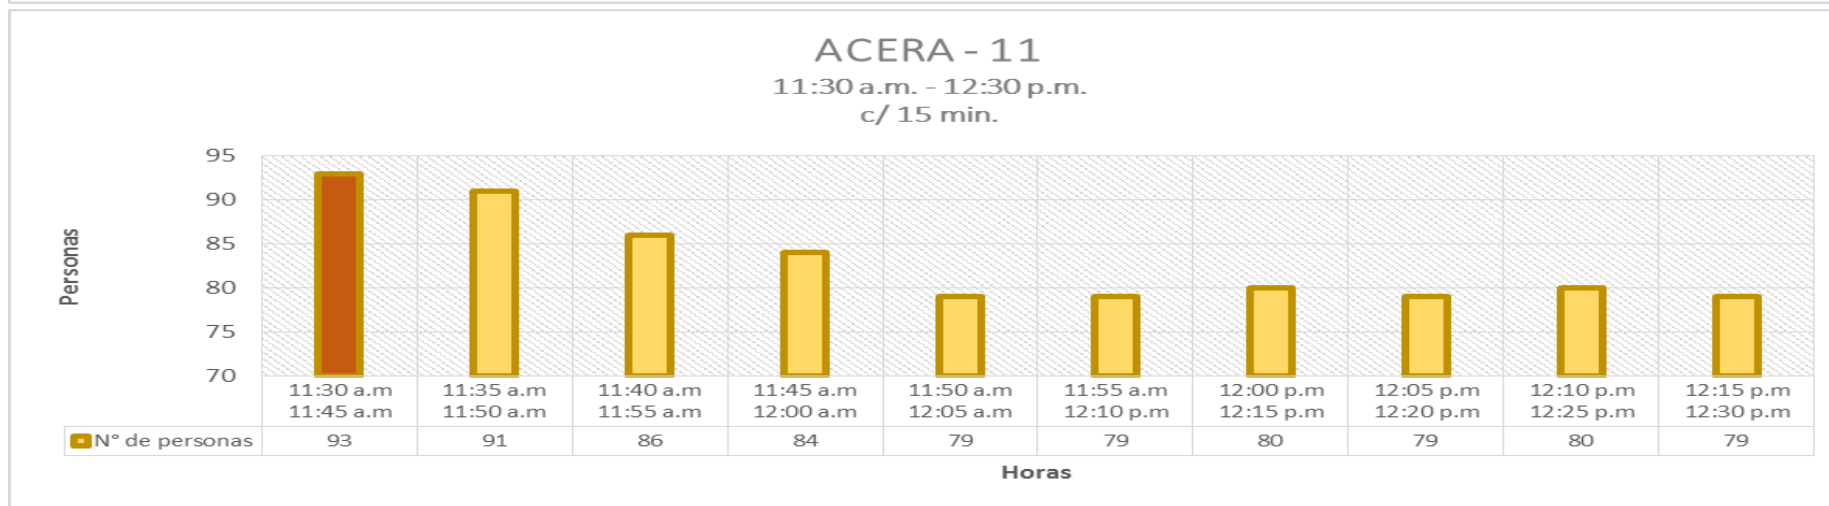 ACERA - 11
11:30 a.m. - 12:30 p.m.
c/ 15 min.
95
90
85
80
75
70
Personas
11:30 a.m 11:35 a.m 11:40 a.m 11:45 a.m 11:50 a.m 11:55 a.m 12:00 p.m 12:05 p.m 12:10 p.m 12:15 p.m
11:45 a.m 11:50 a.m 11:55 a.m 12:00 a.m 12:05 a.m 12:10 p.m 12:15 p.m 12:20 p.m 12:25 p.m 12:30 p.m
N° de personas 93 91 86 84 79 79 80 79 80 79
Horas